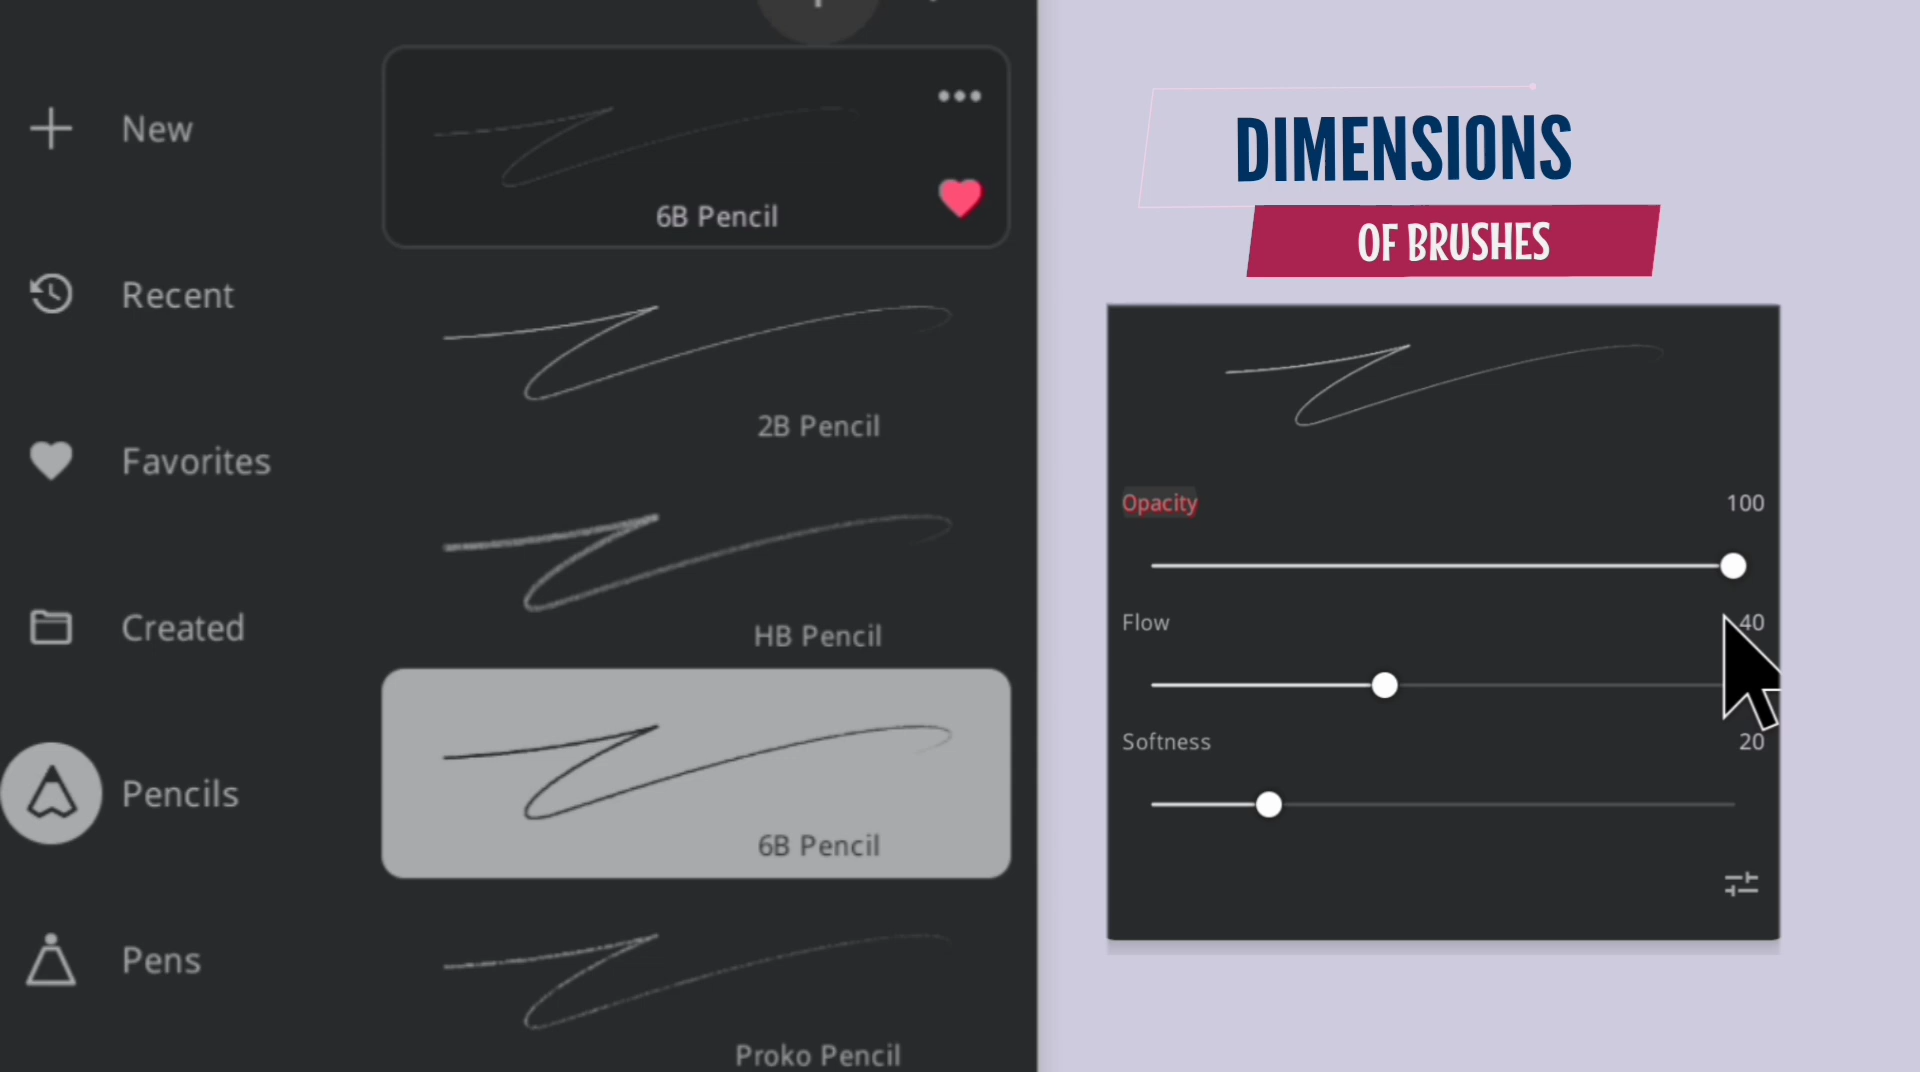 New
Recent
Favorites
Created
Pencils
Pens
6B Pencil
2B Pencil
HB Pencil
6B Pencil
Proko Pencil
DIMENSIONS
OF BRUSHES
Opacity 100
Flow 40
Softness 20